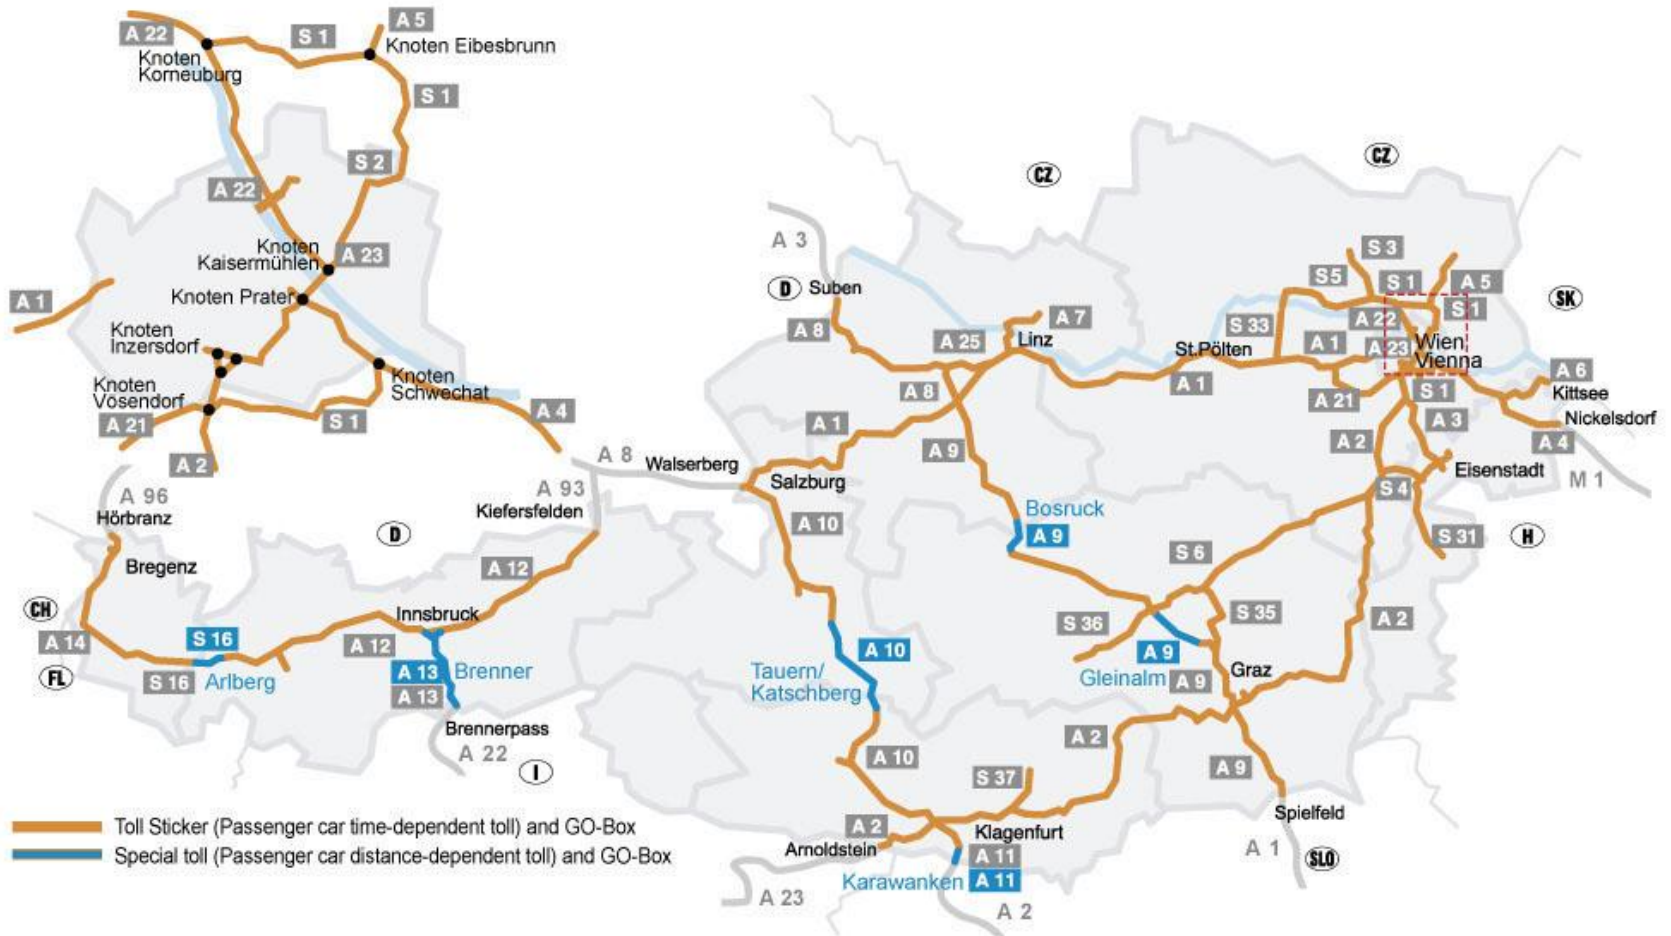 A 22
S 1
A 5
Knoten Eibesbrunn
Knoten
Korneuburg
S 1
S 2
A 22
Knoten
Kaisermühlen
A 23
Knoten Prater
A 1
Knoten
Inzersdorf
Knoten
Vösendorf
Knoten
Schwechat
A 21
S 1
A 4
A 2
CZ
CZ
A 3
D
Suben
A 8
A 25
A 7
Linz
St.Pölten
S 33
S5
S 3
S 1
A 5
S 1
SK
A 22
A 1
A 23
Wien
Vienna
A 6
Kittsee
A 1
A 21
S 1
A 3
Nickelsdorf
A 4
A 8
A 1
A 9
A 2
Eisenstadt
M 1
S 4
S 31
H
A 8
Walserberg
Salzburg
A 93
Kiefersfelden
A 10
Bosruck
A 9
S 6
A 96
Hörbranz
D
Bregenz
A 12
CH
Innsbruck
A 14
S 16
A 12
FL
S 16
Arlberg
A 13
Brenner
A 13
Brennerpass
A 22
I
S 36
S 35
A 2
A 10
Tauern/
Katschberg
A 9
Gleinalm
A 9
Graz
A 10
A 2
S 37
A 9
Spielfeld
A 2
Klagenfurt
Arnoldstein
A 11
Karawanken
A 11
A 1
SLO
A 23
A 2
Toll Sticker (Passenger car time-dependent toll) and GO-Box
Special toll (Passenger car distance-dependent toll) and GO-Box